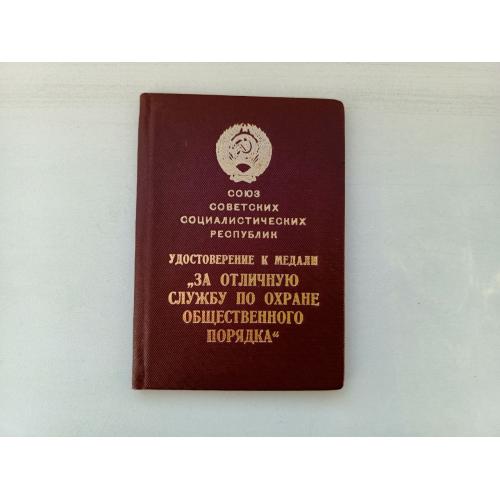 СОЮЗ
СОВЕТСКИХ
СОЦИАЛИСТИЧЕСКИХ
РЕСПУБЛИК
УДОСТОВЕРЕНИЕ К МЕДАЛИ
„ЗА ОТЛИЧНУЮ
СЛУЖБУ ПО ОХРАНЕ
ОБЩЕСТВЕННОГО
ПОРЯДКА“